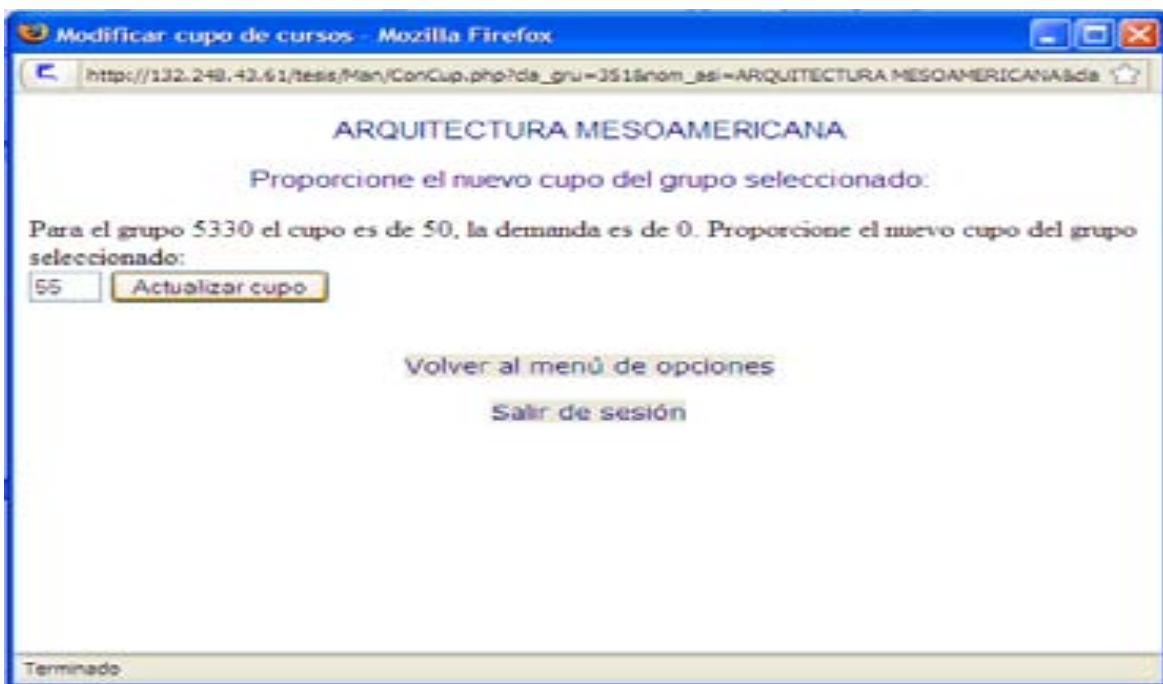 Modificar cupo de cursos - Mozilla Firefox
http://132.248.43.61/tesis/Man/ConCup.php?cla_gru=351&nom_asi=ARQUITECTURA MESOAMERICANA&cla
ARQUITECTURA MESOAMERICANA
Proporcione el nuevo cupo del grupo seleccionado:
Para el grupo 5330 el cupo es de 50, la demanda es de 0. Proporcione el nuevo cupo del grupo
seleccionado:
55 Actualizar cupo
Volver al menú de opciones
Salir de sesión
Terminado